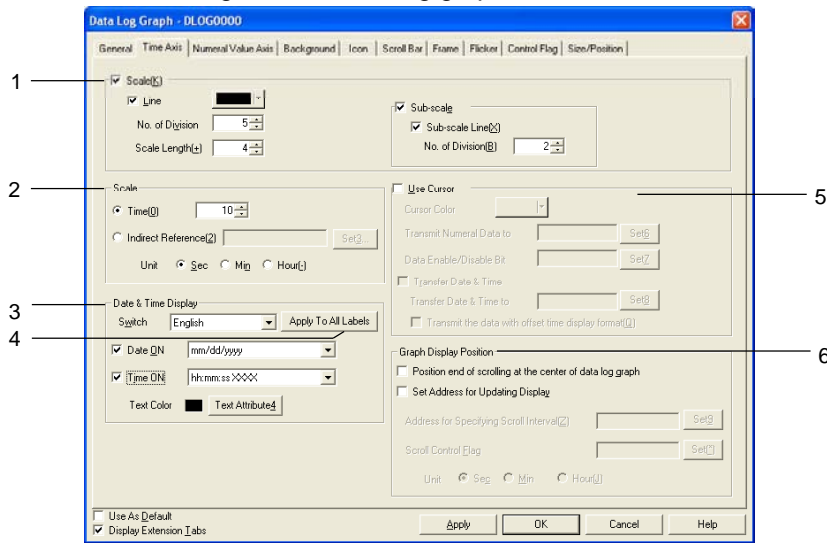 Data Log Graph - DLOG0000
General Time Axis Numeral Value Axis Background Icon Scroll Bar Frame Flicker Control Flag Size/Position
1
Scale(K)
Line
No. of Division 5
Scale Length(+) 4
Sub-scale
Sub-scale Line(X)
No. of Division(B) 2
2
Scale
Time(0) 10
Indirect Reference(2) Set3...
Unit Sec Min Hour(-)
3
Date & Time Display
Switch English Apply To All Labels
4
Date ON mm/dd/yyyy
Time ON hh:mm:ss XXXX
Text Color Text Attribute4
5
Use Cursor
Cursor Color
Transmit Numeral Data to Set6
Data Enable/Disable Bit Set7
Transfer Date & Time
Transfer Date & Time to Set8
Transmit the data with offset time display format(Q)
6
Graph Display Position
Position end of scrolling at the center of data log graph
Set Address for Updating Display
Address for Specifying Scroll Interval(Z) Set9
Scroll Control Flag Set(*)
Unit Sec Min Hour(J)
Use As Default
Display Extension Tabs
Apply OK Cancel Help